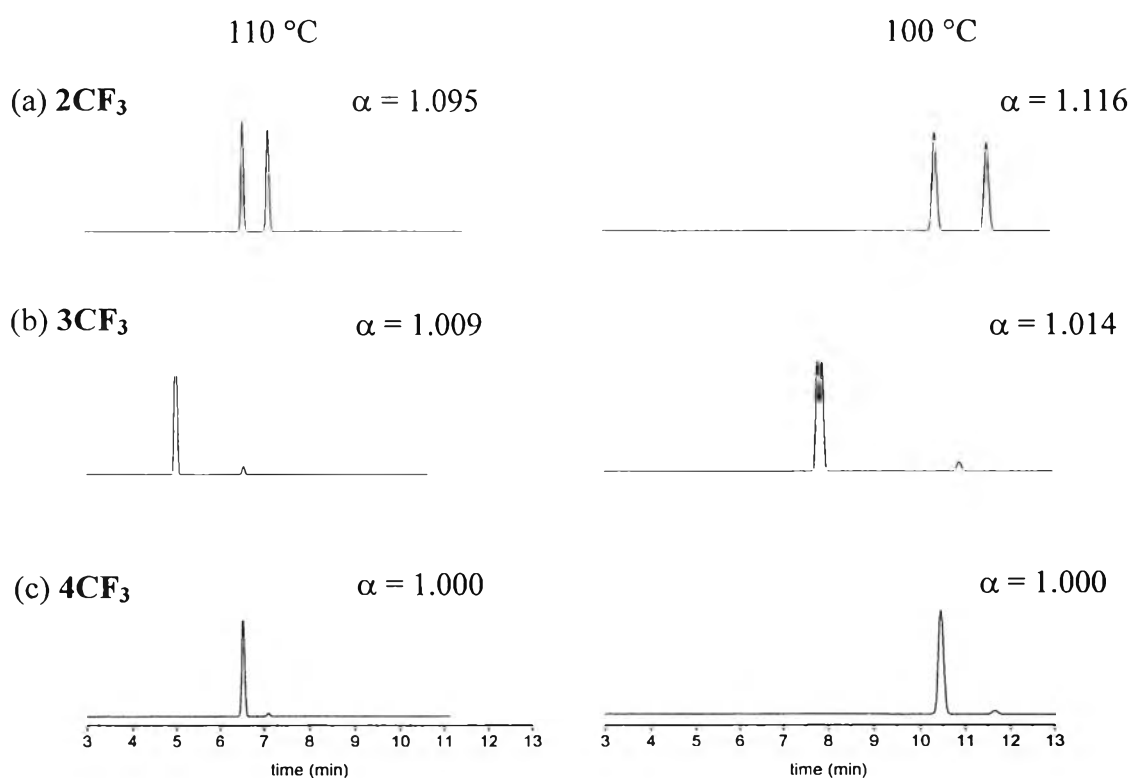 110 °C 100 °C
(a) 2CF₃ α = 1.095 α = 1.116
(b) 3CF₃ α = 1.009 α = 1.014
(c) 4CF₃ α = 1.000 α = 1.000
3 4 5 6 7 8 9 10 11 12 13 3 4 5 6 7 8 9 10 11 12 13
time (min) time (min)